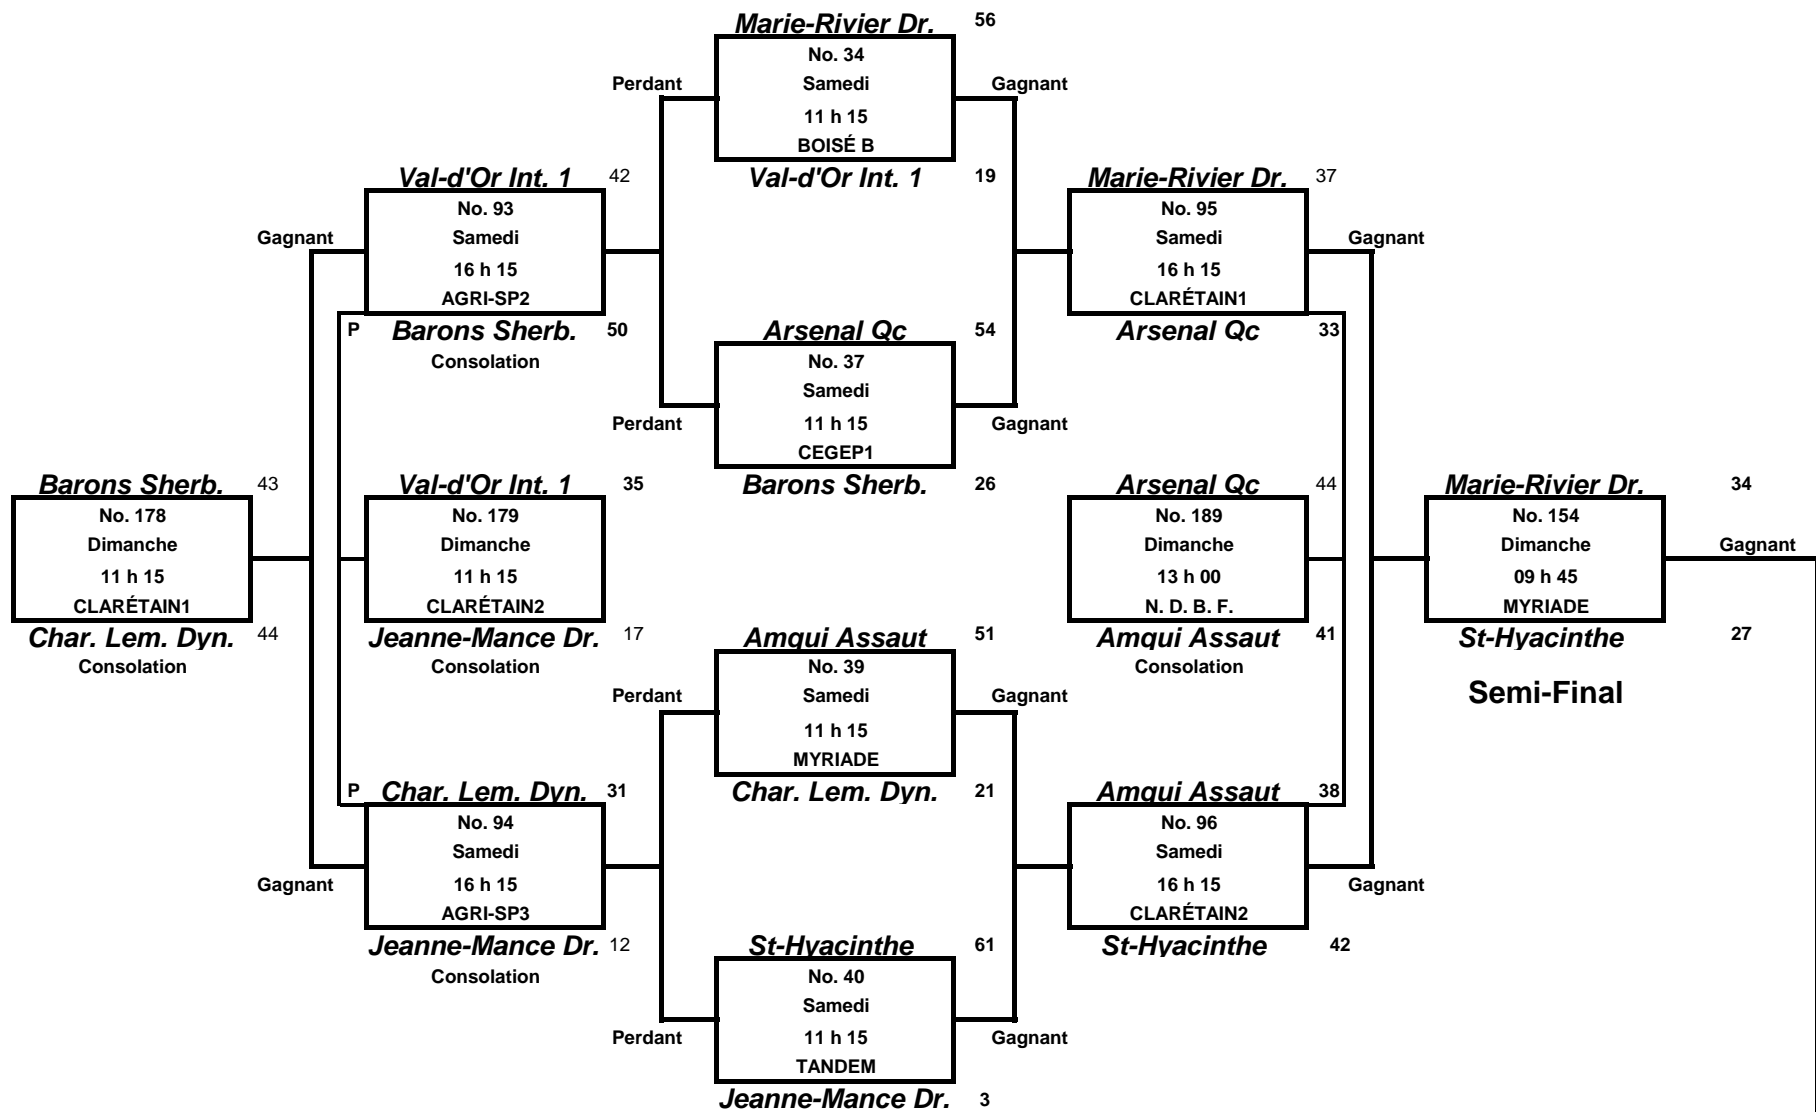 Marie-Rivier Dr. 56
No. 34
Perdant Samedi Gagnant
11 h 15
BOISÉ B
Val-d'Or Int. 1 42 Val-d'Or Int. 1 19 Marie-Rivier Dr. 37
No. 93 No. 95
Gagnant Samedi Samedi Gagnant
16 h 15 16 h 15
AGRI-SP2 CLARÉTAIN1
P Barons Sherb. 50 Arsenal Qc 54 Arsenal Qc 33
Consolation No. 37
Samedi
11 h 15
Perdant Gagnant
CEGEP1
Barons Sherb. 43 Val-d'Or Int. 1 35 Barons Sherb. 26 Arsenal Qc 44 Marie-Rivier Dr. 34
No. 178 No. 179 No. 189 No. 154
Dimanche Dimanche Dimanche Dimanche Gagnant
11 h 15 11 h 15 13 h 00 09 h 45
CLARÉTAIN1 CLARÉTAIN2 N. D. B. F. MYRIADE
Char. Lem. Dyn. 44 Jeanne-Mance Dr. 17 Amqui Assaut 51 Amqui Assaut 41 St-Hyacinthe 27
Consolation Consolation No. 39 Consolation
Perdant Samedi Gagnant Semi-Final
11 h 15
MYRIADE
P Char. Lem. Dyn. 31 Char. Lem. Dyn. 21 Amqui Assaut 38
No. 94 No. 96
Samedi Samedi
Gagnant 16 h 15 16 h 15 Gagnant
AGRI-SP3 CLARÉTAIN2
Jeanne-Mance Dr. 12 St-Hyacinthe 61 St-Hyacinthe 42
Consolation No. 40
Samedi
Perdant 11 h 15 Gagnant
TANDEM
Jeanne-Mance Dr. 3